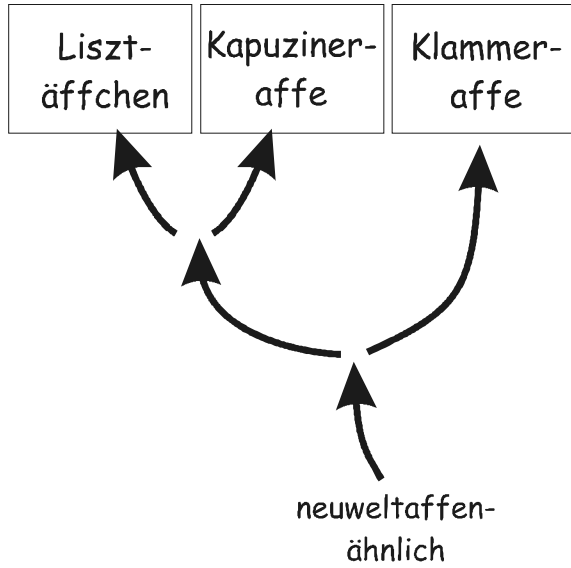 Liszt-
äffchen
Kapuziner-
affe
Klammer-
affe
neuweltaffen-
ähnlich